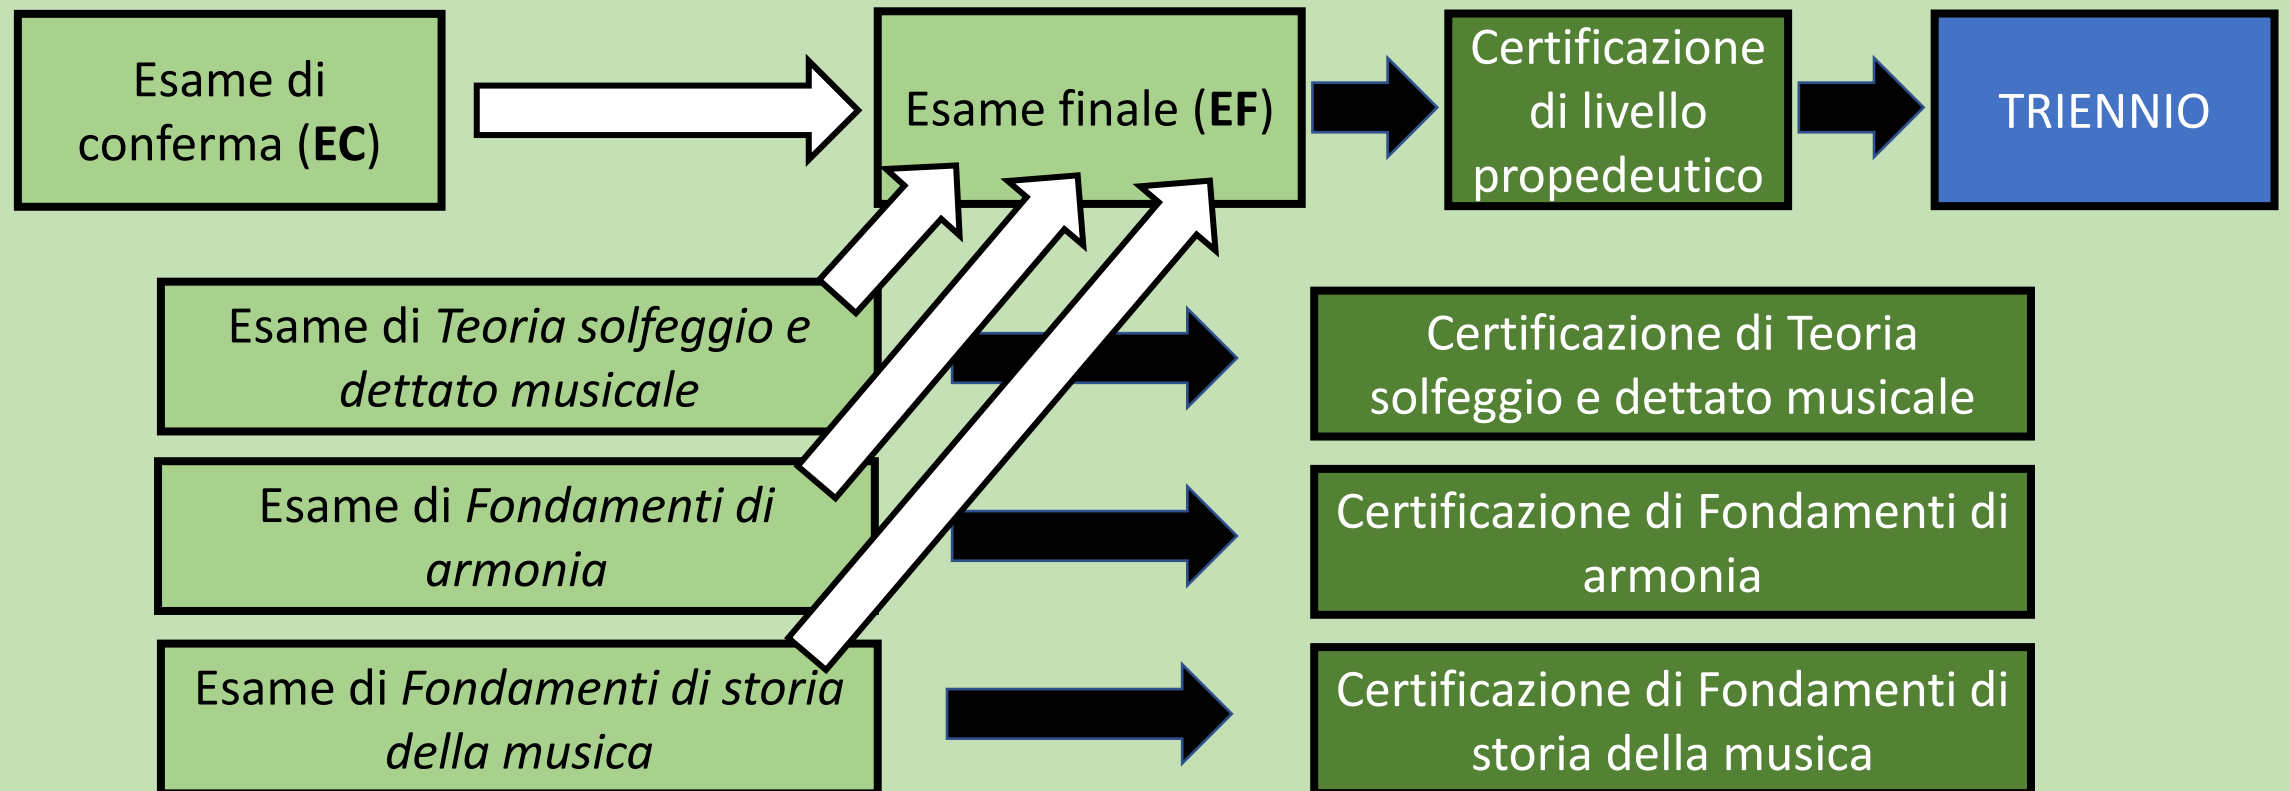 Esame di
conferma (EC)
Esame finale (EF)
Certificazione
di livello
propedeutico
TRIENNIO
Esame di Teoria solfeggio e
dettato musicale
Certificazione di Teoria
solfeggio e dettato musicale
Esame di Fondamenti di
armonia
Certificazione di Fondamenti di
armonia
Esame di Fondamenti di storia
della musica
Certificazione di Fondamenti di
storia della musica